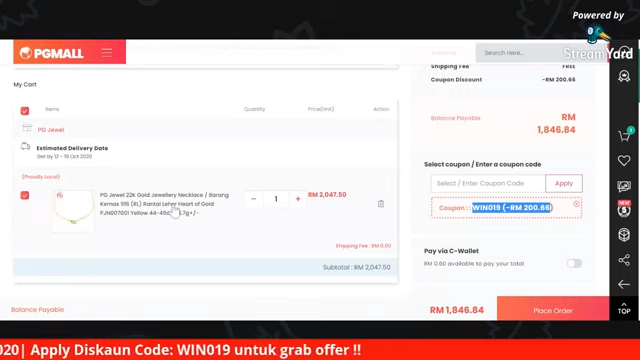 Powered by
StreamYard
PGMALL
Search Here...
Shipping Fee
FREE
Coupon Discount
-RM 200.66
My Cart
Items
Quantity
Price(Unit)
Action
Balance Payable
RM
1,846.84
PG Jewel
Estimated Delivery Date
Get by 12 - 19 Oct 2020
Select coupon / Enter a coupon code
Select / Enter Coupon Code
Apply
(Proudly Local)
PG Jewel 22K Gold Jewellery Necklace / Barang
Kemas 916 (RL) Rantai Leher Heart of Gold
PJN007001 Yellow
1
RM 2,047.50
Coupon : WIN019 (-RM 200.66)
Shipping Fee : RM 0.00
Pay via C-Wallet
RM 0.60 available to pay your total
Subtotal : RM 2,047.50
TOP
Balance Payable
RM 1,846.84
Place Order
020| Apply Diskaun Code: WIN019 untuk grab offer !!